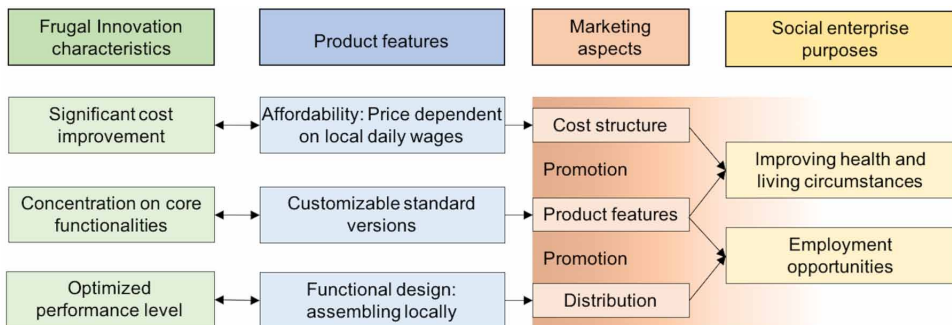 Frugal Innovation
characteristics
Product features
Marketing
aspects
Social enterprise
purposes
Significant cost
improvement
Affordability: Price dependent
on local daily wages
Cost structure
Promotion
Improving health and
living circumstances
Concentration on core
functionalities
Customizable standard
versions
Product features
Promotion
Employment
opportunities
Optimized
performance level
Functional design:
assembling locally
Distribution